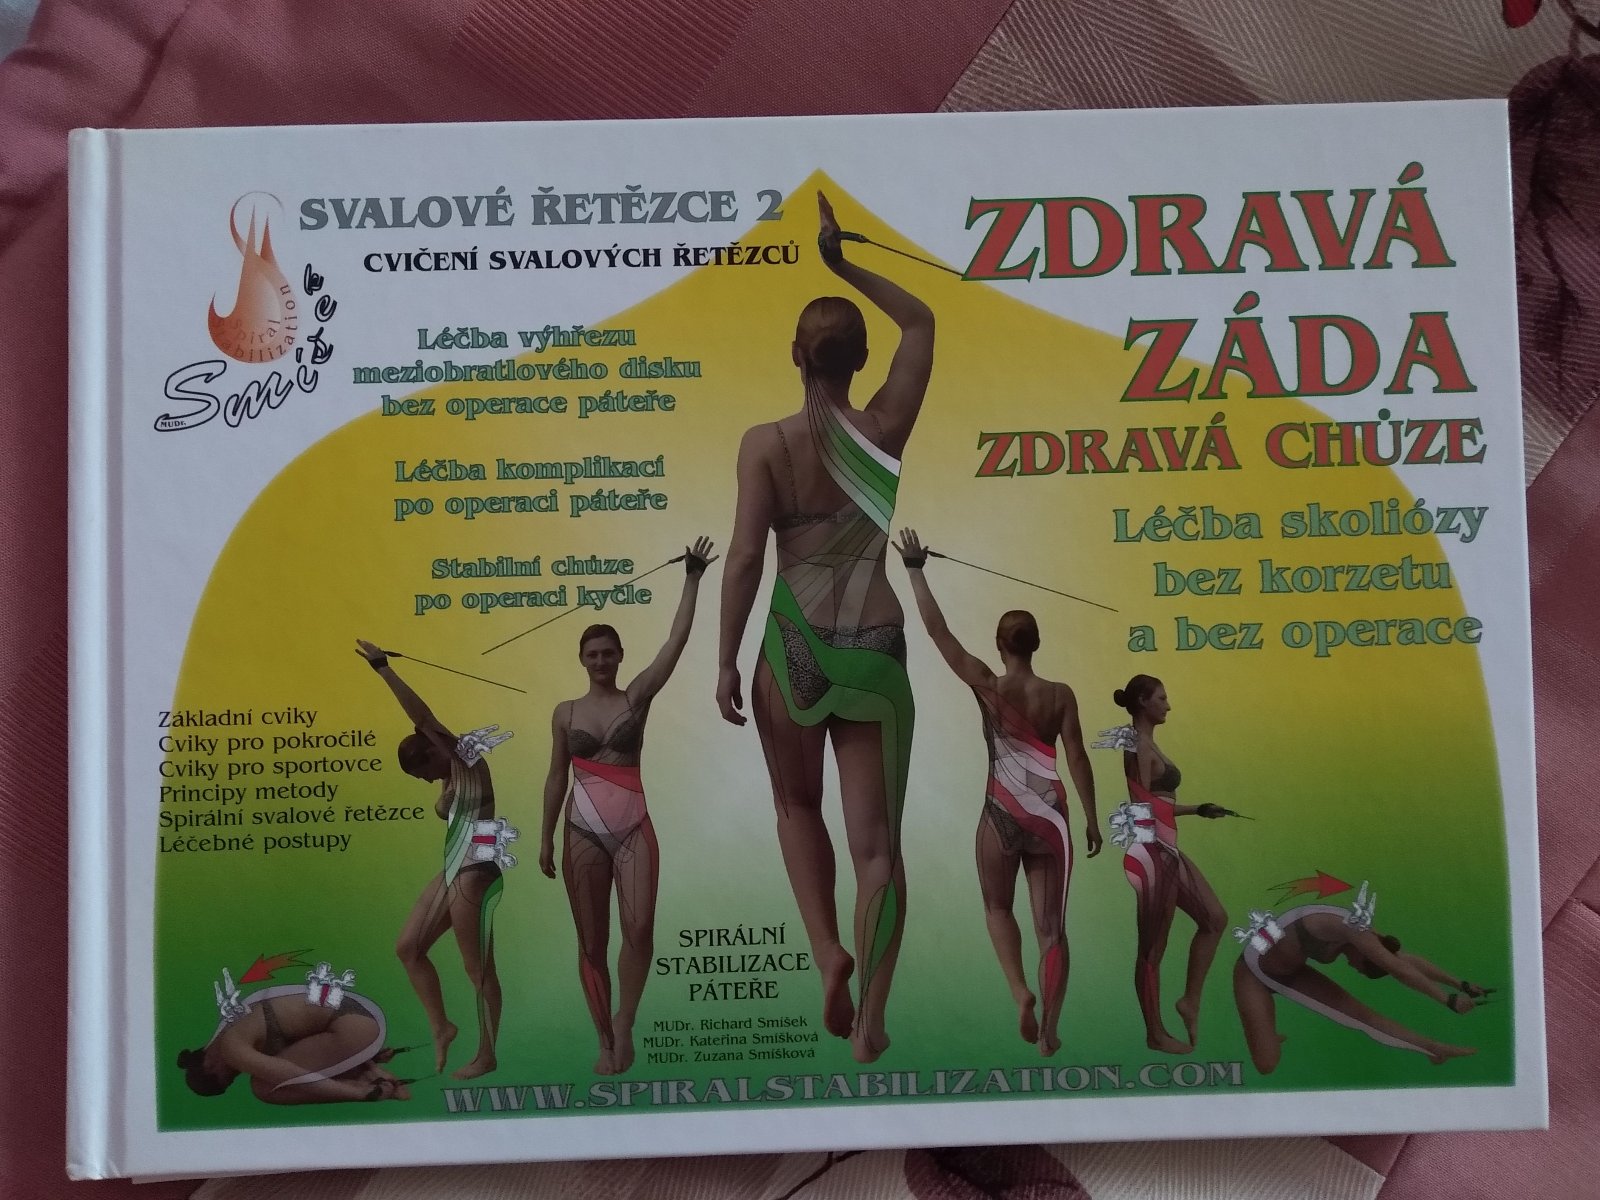 SVALOVÉ ŘETĚZCE 2
CVIČENÍ SVALOVÝCH ŘETĚZCŮ
Spiral
Stabilization
MUDr. Smíšek
Léčba výhřezu
meziobratlového disku
bez operace páteře
Léčba komplikací
po operaci páteře
Stabilní chůze
po operaci kyčle
ZDRAVÁ
ZÁDA
ZDRAVÁ CHŮZE
Léčba skoliózy
bez korzetu
a bez operace
Základní cviky
Cviky pro pokročilé
Cviky pro sportovce
Principy metody
Spirální svalové řetězce
Léčebné postupy
SPIRÁLNÍ
STABILIZACE
PÁTEŘE
MUDr. Richard Smíšek
MUDr. Kateřina Smíšková
MUDr. Zuzana Smíšková
WWW.SPIRALSTABILIZATION.COM